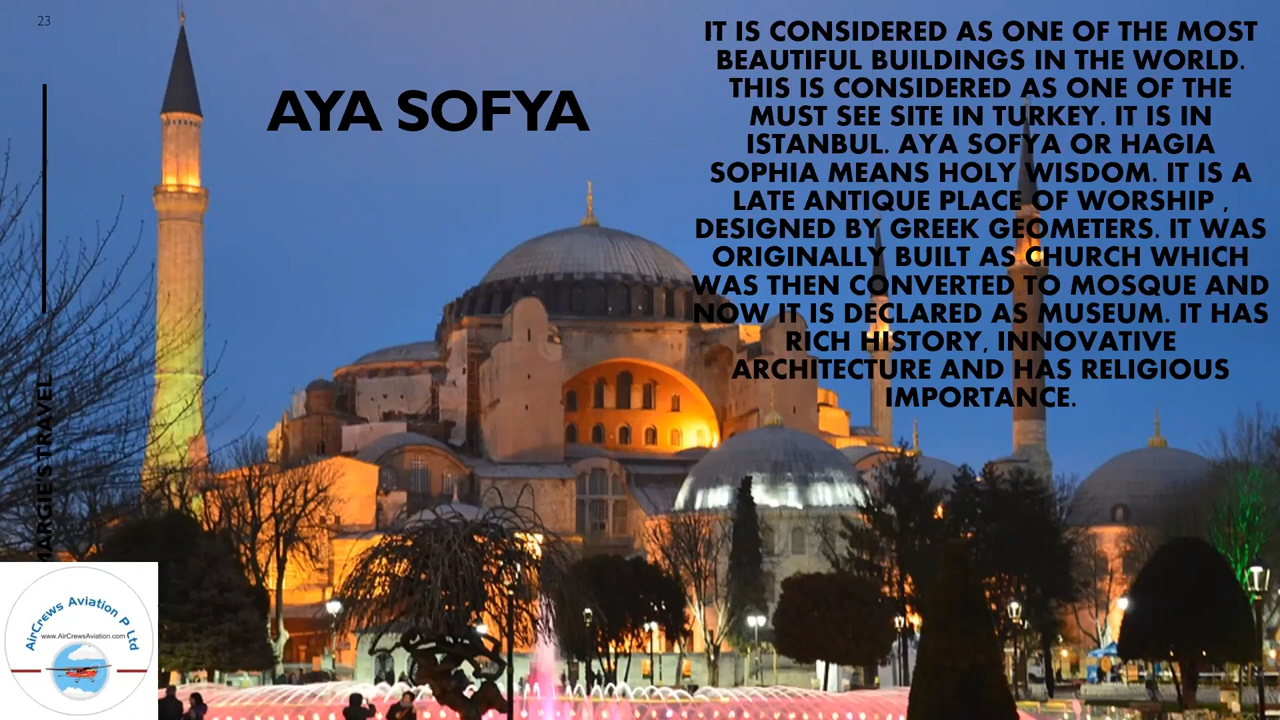 23
AYA SOFYA
IT IS CONSIDERED AS ONE OF THE MOST
BEAUTIFUL BUILDINGS IN THE WORLD.
THIS IS CONSIDERED AS ONE OF THE
MUST SEE SITE IN TURKEY. IT IS IN
ISTANBUL. AYA SOFYA OR HAGIA
SOPHIA MEANS HOLY WISDOM. IT IS A
LATE ANTIQUE PLACE OF WORSHIP ,
DESIGNED BY GREEK GEOMETERS. IT WAS
ORIGINALLY BUILT AS CHURCH WHICH
WAS THEN CONVERTED TO MOSQUE AND
NOW IT IS DECLARED AS MUSEUM. IT HAS
RICH HISTORY, INNOVATIVE
ARCHITECTURE AND HAS RELIGIOUS
IMPORTANCE.
MARGIE'S TRAVEL
AirCrews Aviation P Ltd
www.AirCrewsAviation.com